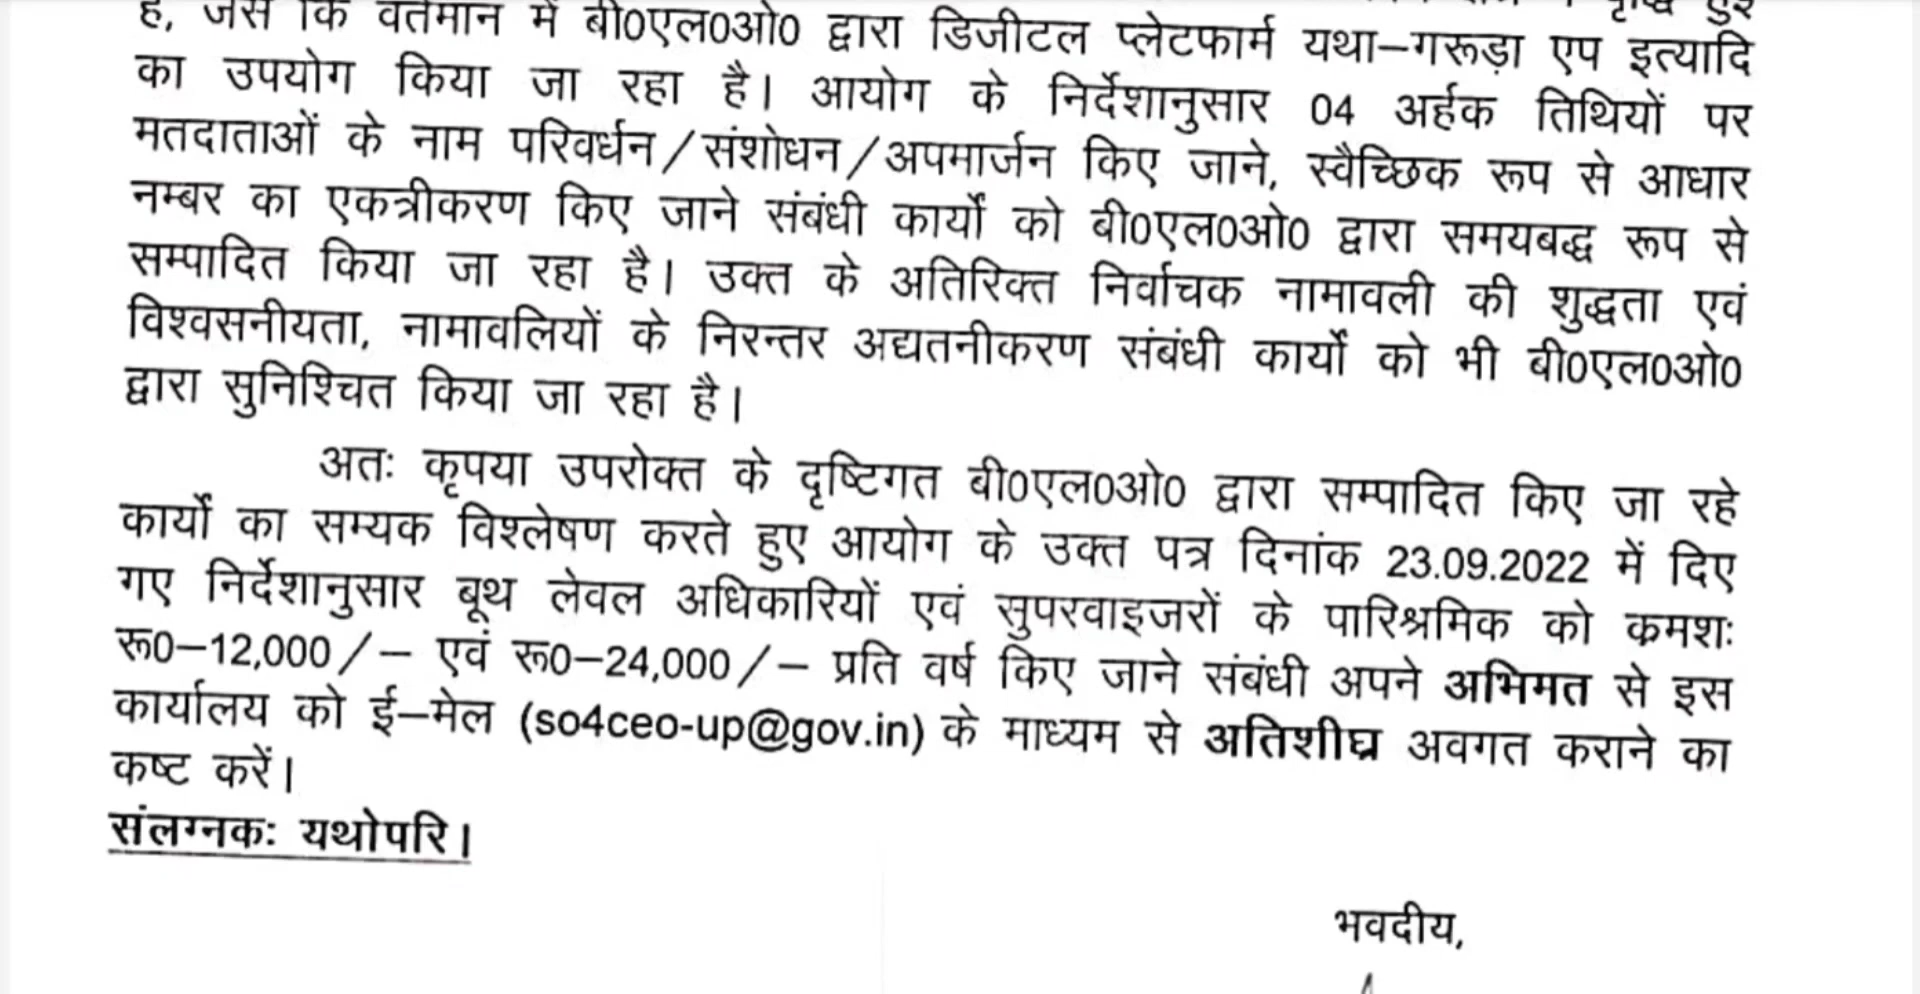 है, जैसे कि वर्तमान में बी0एल0ओ0 द्वारा डिजीटल प्लेटफार्म यथा–गरूड़ा एप इत्यादि
का उपयोग किया जा रहा है। आयोग के निर्देशानुसार 04 अर्हक तिथियों पर
मतदाताओं के नाम परिवर्धन/संशोधन/अपमार्जन किए जाने, स्वैच्छिक रूप से आधार
नम्बर का एकत्रीकरण किए जाने संबंधी कार्यो को बी0एल0ओ0 द्वारा समयबद्ध रूप से
सम्पादित किया जा रहा है। उक्त के अतिरिक्त निर्वाचक नामावली की शुद्धता एवं
विश्वसनीयता, नामावलियों के निरन्तर अद्यतनीकरण संबंधी कार्यो को भी बी0एल0ओ0
द्वारा सुनिश्चित किया जा रहा है।
अतः कृपया उपरोक्त के दृष्टिगत बी0एल0ओ0 द्वारा सम्पादित किए जा रहे
कार्यो का सम्यक विश्लेषण करते हुए आयोग के उक्त पत्र दिनांक 23.09.2022 में दिए
गए निर्देशानुसार बूथ लेवल अधिकारियों एवं सुपरवाइजरों के पारिश्रमिक को क्रमशः
रू0–12,000/– एवं रू0–24,000/– प्रति वर्ष किए जाने संबंधी अपने अभिमत से इस
कार्यालय को ई–मेल (so4ceo-up@gov.in) के माध्यम से अतिशीघ्र अवगत कराने का
कष्ट करें।
संलग्नकः यथोपरि।
भवदीय,